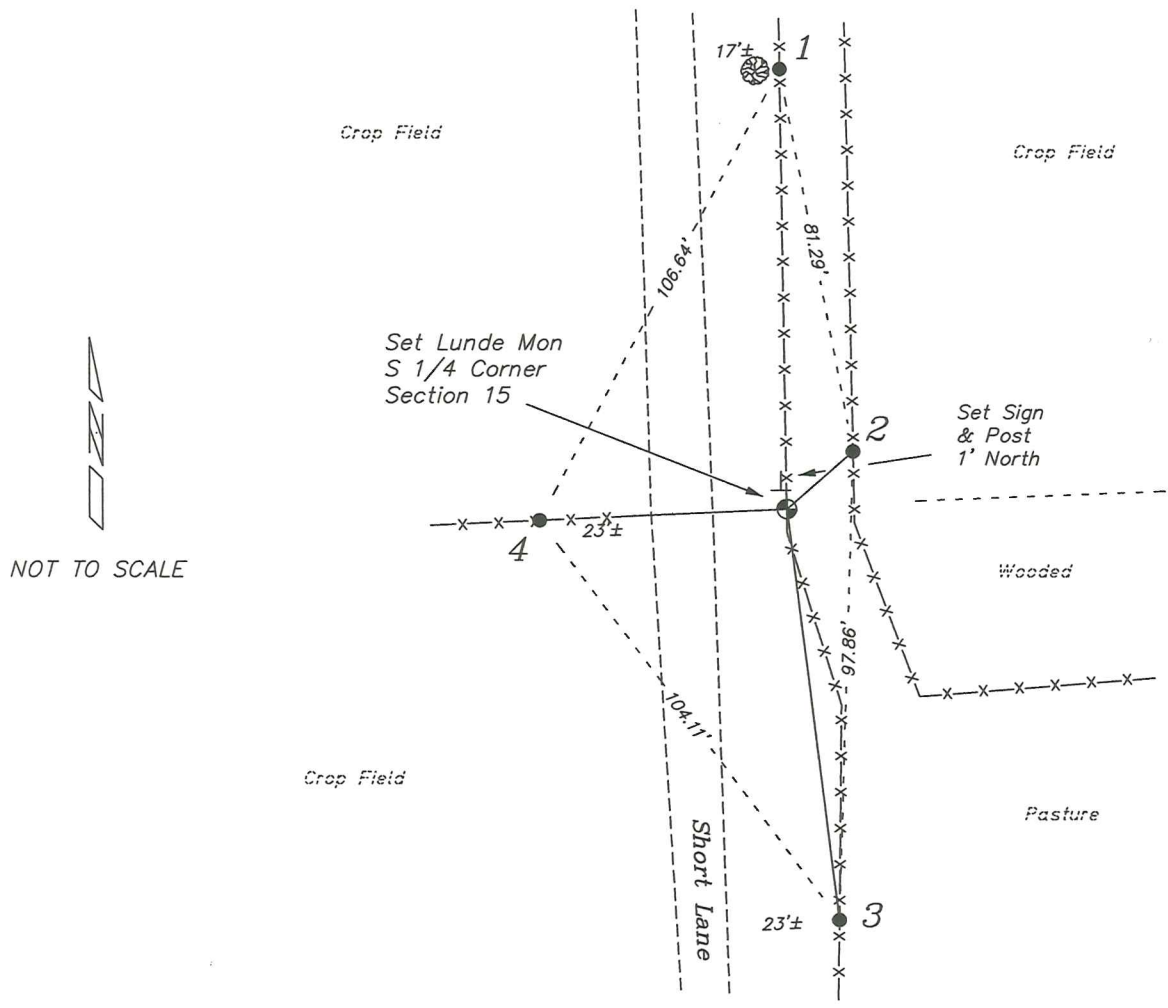 17'± 1
Crop Field
Crop Field
106.64'
81.29'
Set Lunde Mon
S 1/4 Corner
Section 15
2
Set Sign
& Post
1' North
N
4
23'±
NOT TO SCALE
Wooded
97.86'
104.11'
Crop Field
Pasture
Short Lane
23'± 3